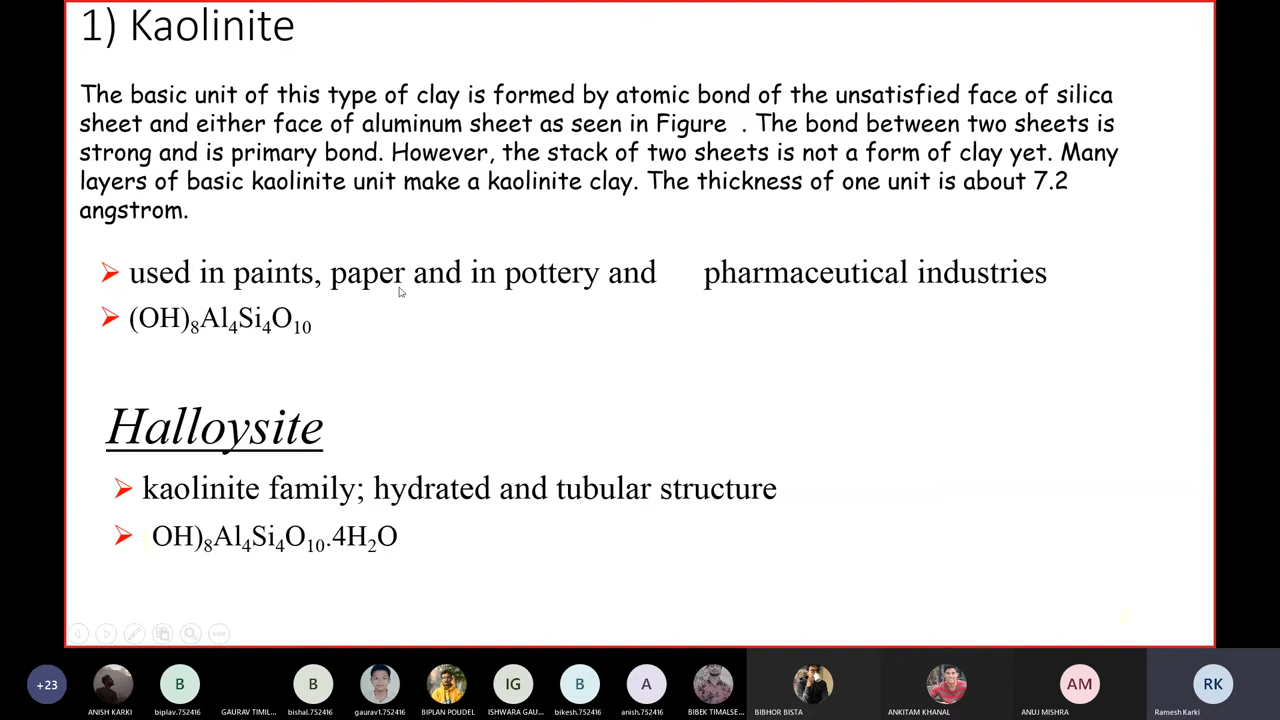 1) Kaolinite
The basic unit of this type of clay is formed by atomic bond of the unsatisfied face of silica
sheet and either face of aluminum sheet as seen in Figure . The bond between two sheets is
strong and is primary bond. However, the stack of two sheets is not a form of clay yet. Many
layers of basic kaolinite unit make a kaolinite clay. The thickness of one unit is about 7.2
angstrom.
➢ used in paints, paper and in pottery and pharmaceutical industries
➢ (OH)₈Al₄Si₄O₁₀
Halloysite
➢ kaolinite family; hydrated and tubular structure
➢ OH)₈Al₄Si₄O₁₀.4H₂O
+23 B B IG B A AM RK
ANISH KARKI biplav.752416 GAURAV TIMIL... bishal.752416 gaurav1.752416 BIPLAN POUDEL ISHWARA GAU... bikesh.752416 anish.752416 BIBEK TIMALSE... BIBHOR BISTA ANKITAM KHANAL ANUJ MISHRA Ramesh Karki